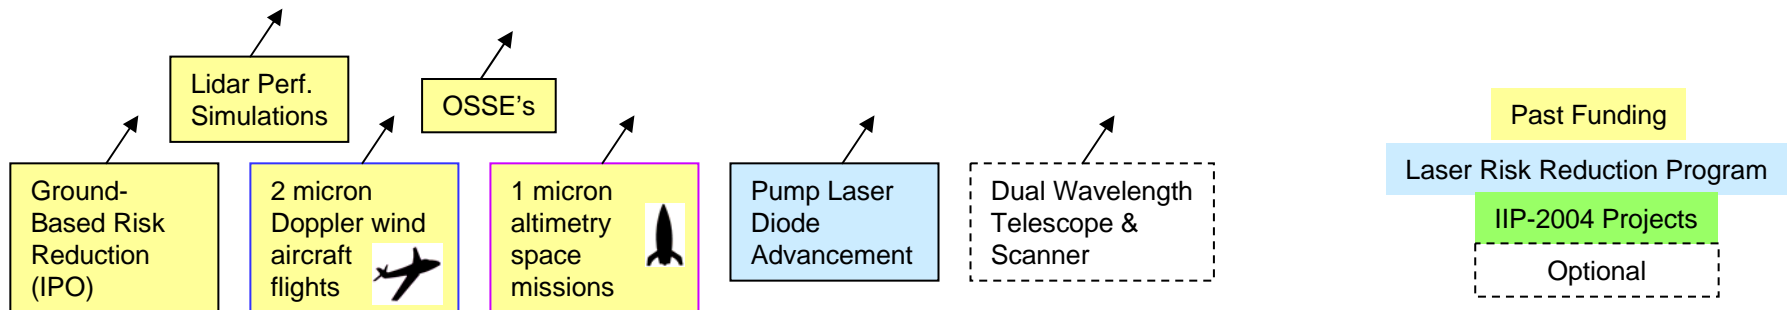 Lidar Perf.
Simulations
OSSE's
Ground-
Based Risk
Reduction
(IPO)
2 micron
Doppler wind
aircraft
flights
1 micron
altimetry
space
missions
Pump Laser
Diode
Advancement
Dual Wavelength
Telescope &
Scanner
Past Funding
Laser Risk Reduction Program
IIP-2004 Projects
Optional